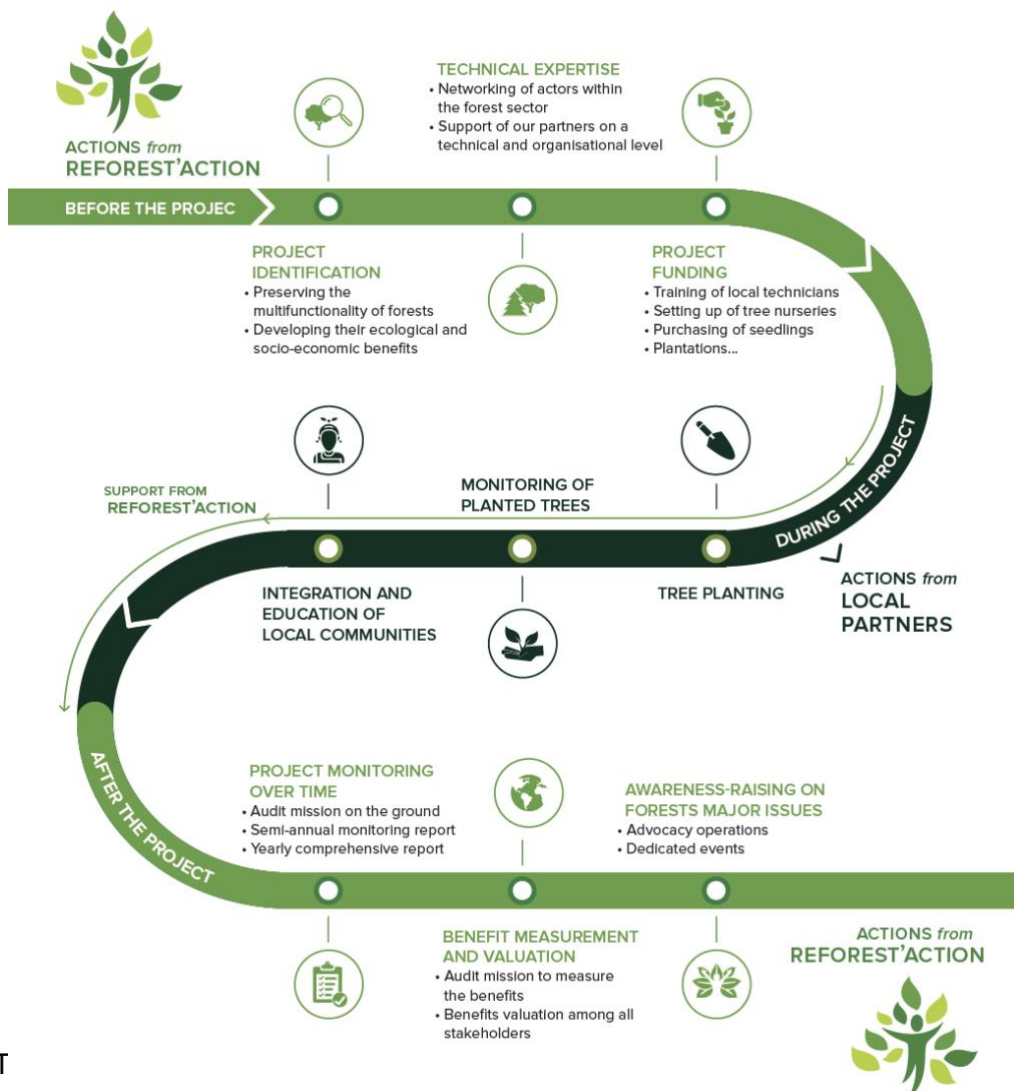 ACTIONS from
REFOREST'ACTION
BEFORE THE PROJEC
TECHNICAL EXPERTISE
• Networking of actors within
the forest sector
• Support of our partners on a
technical and organisational level
PROJECT
IDENTIFICATION
• Preserving the
multifunctionality of forests
• Developing their ecological and
socio-economic benefits
PROJECT
FUNDING
• Training of local technicians
• Setting up of tree nurseries
• Purchasing of seedlings
• Plantations...
DURING THE PROJECT
ACTIONS from
LOCAL
PARTNERS
TREE PLANTING
MONITORING OF
PLANTED TREES
INTEGRATION AND
EDUCATION OF
LOCAL COMMUNITIES
SUPPORT FROM
REFOREST'ACTION
AFTER THE PROJECT
PROJECT MONITORING
OVER TIME
• Audit mission on the ground
• Semi-annual monitoring report
• Yearly comprehensive report
BENEFIT MEASUREMENT
AND VALUATION
• Audit mission to measure
the benefits
• Benefits valuation among all
stakeholders
AWARENESS-RAISING ON
FORESTS MAJOR ISSUES
• Advocacy operations
• Dedicated events
ACTIONS from
REFOREST'ACTION
T